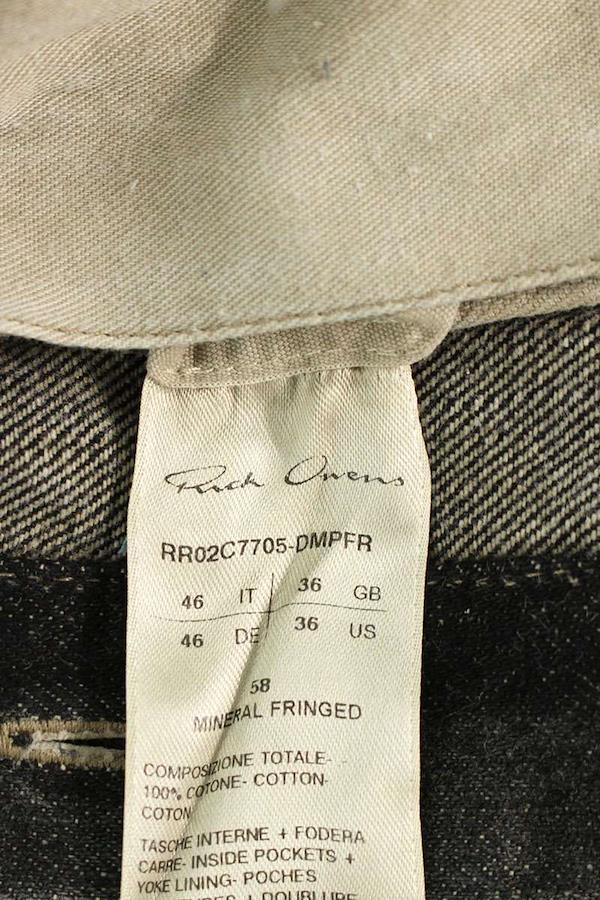 Rick Owens
RR02C7705-DMPFR
46 IT 36 GB
46 DE 36 US
58
MINERAL FRINGED
COMPOSIZIONE TOTALE-
100% COTONE- COTTON-
COTON
TASCHE INTERNE + FODERA
CARRE- INSIDE POCKETS +
YOKE LINING- POCHES
+ DOUBLURE